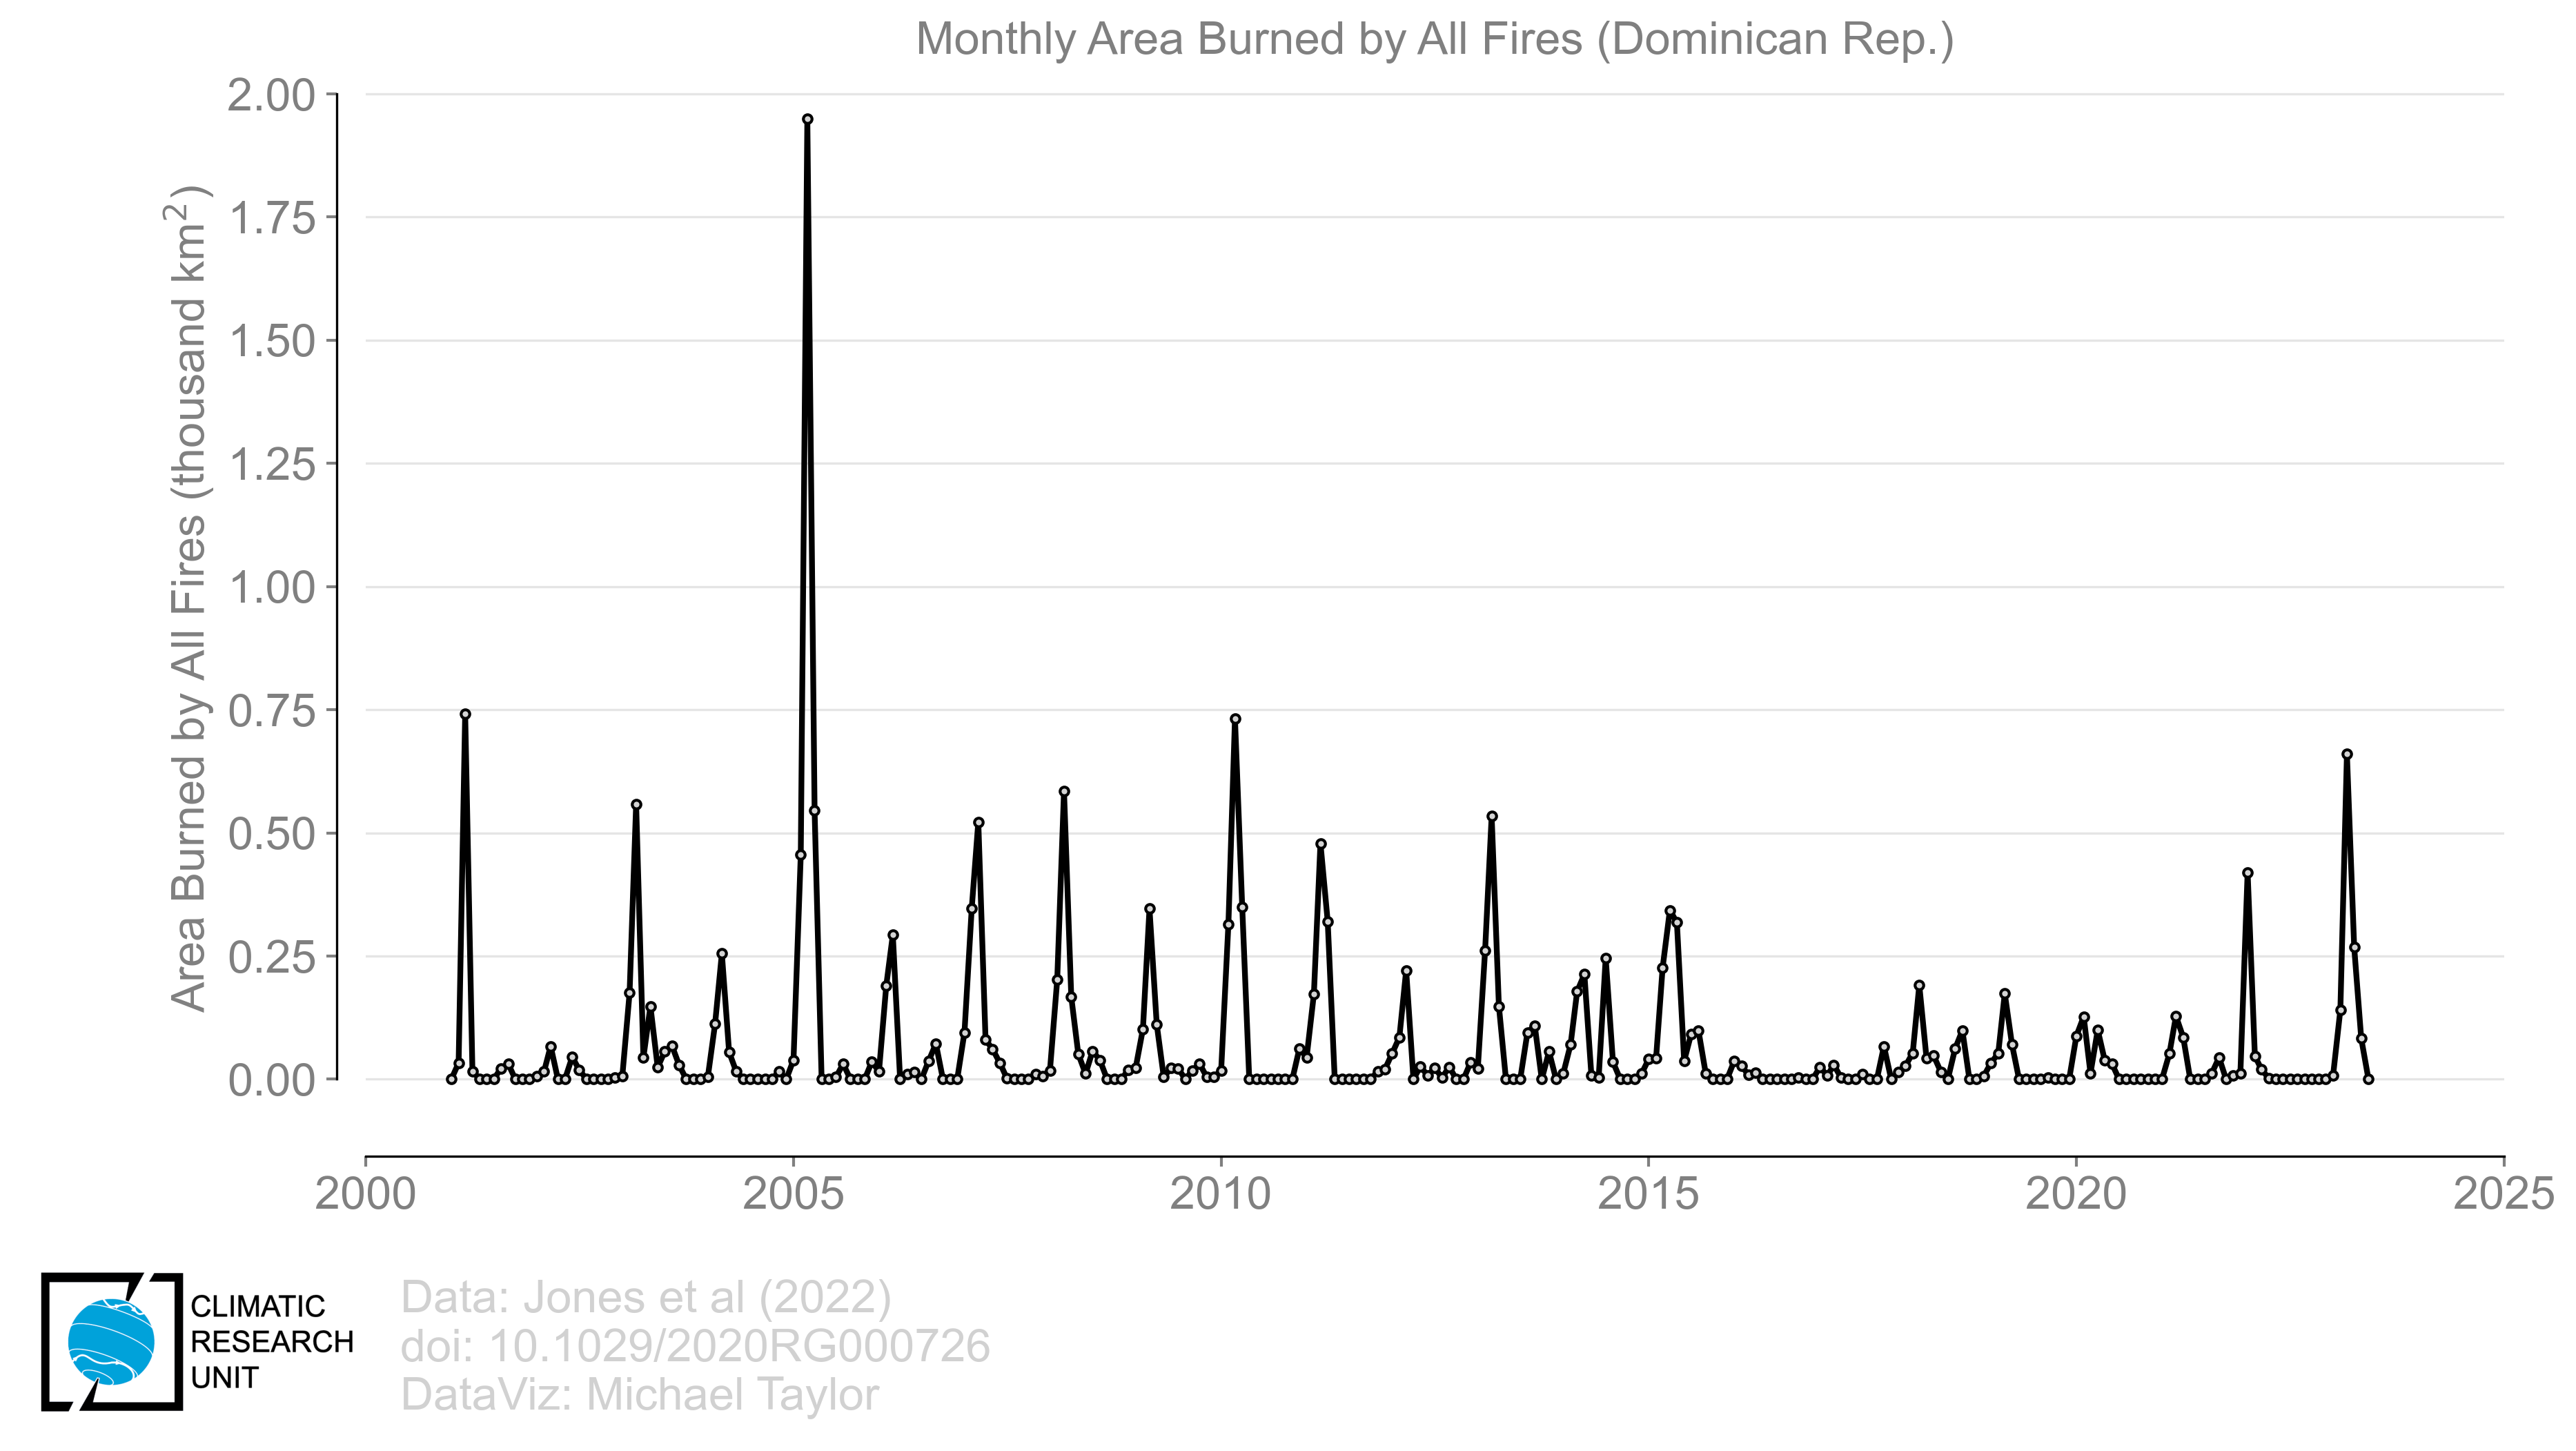 Monthly Area Burned by All Fires (Dominican Rep.)
Area Burned by All Fires (thousand km²)
2.00
1.75
1.50
1.25
1.00
0.75
0.50
0.25
0.00
2000
2005
2010
2015
2020
2025
CLIMATIC
RESEARCH
UNIT
Data: Jones et al (2022)
doi: 10.1029/2020RG000726
DataViz: Michael Taylor